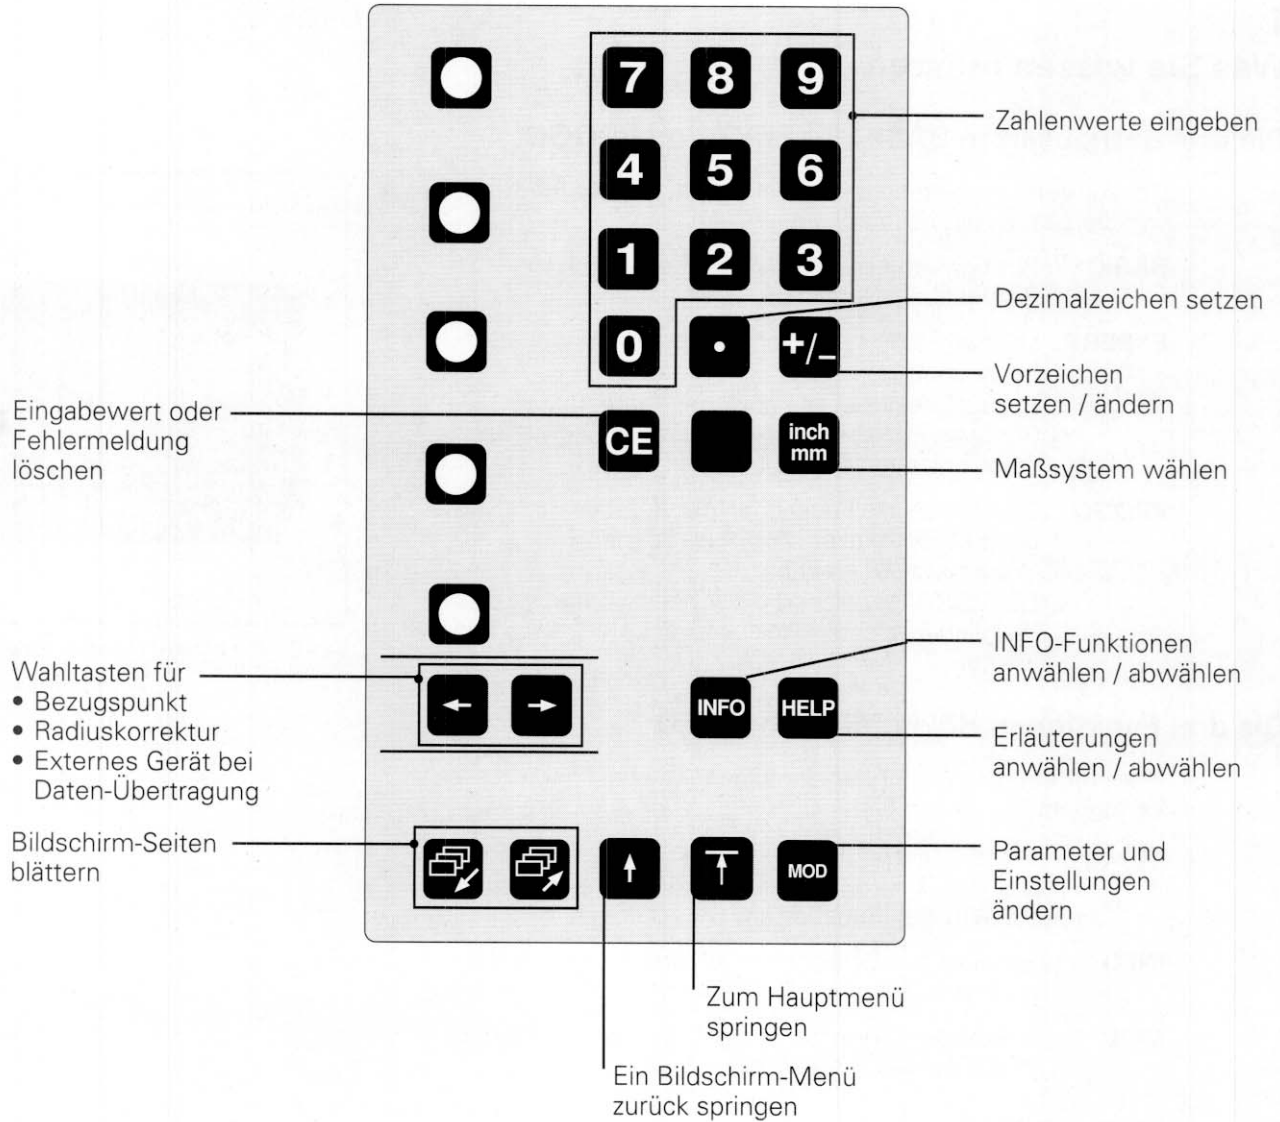 7 8 9
Zahlenwerte eingeben
4 5 6
1 2 3
Dezimalzeichen setzen
0 . +/-
Vorzeichen
setzen / ändern
Eingabewert oder
Fehlermeldung
löschen
CE
inch
mm
Maßsystem wählen
INFO-Funktionen
anwählen / abwählen
Wahltasten für
• Bezugspunkt
• Radiuskorrektur
• Externes Gerät bei
Daten-Übertragung
INFO HELP
Erläuterungen
anwählen / abwählen
Bildschirm-Seiten
blättern
MOD
Parameter und
Einstellungen
ändern
Zum Hauptmenü
springen
Ein Bildschirm-Menü
zurück springen